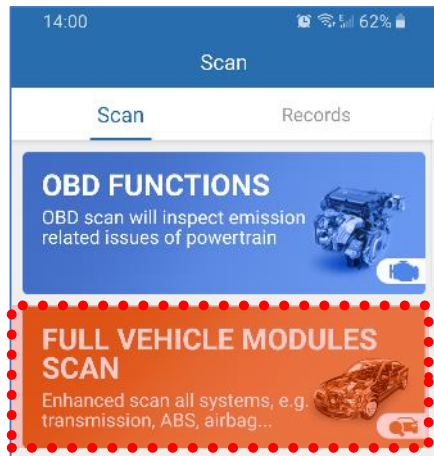 14:00 62%
Scan
Scan Records
OBD FUNCTIONS
OBD scan will inspect emission
related issues of powertrain
FULL VEHICLE MODULES
SCAN
Enhanced scan all systems, e.g.
transmission, ABS, airbag...